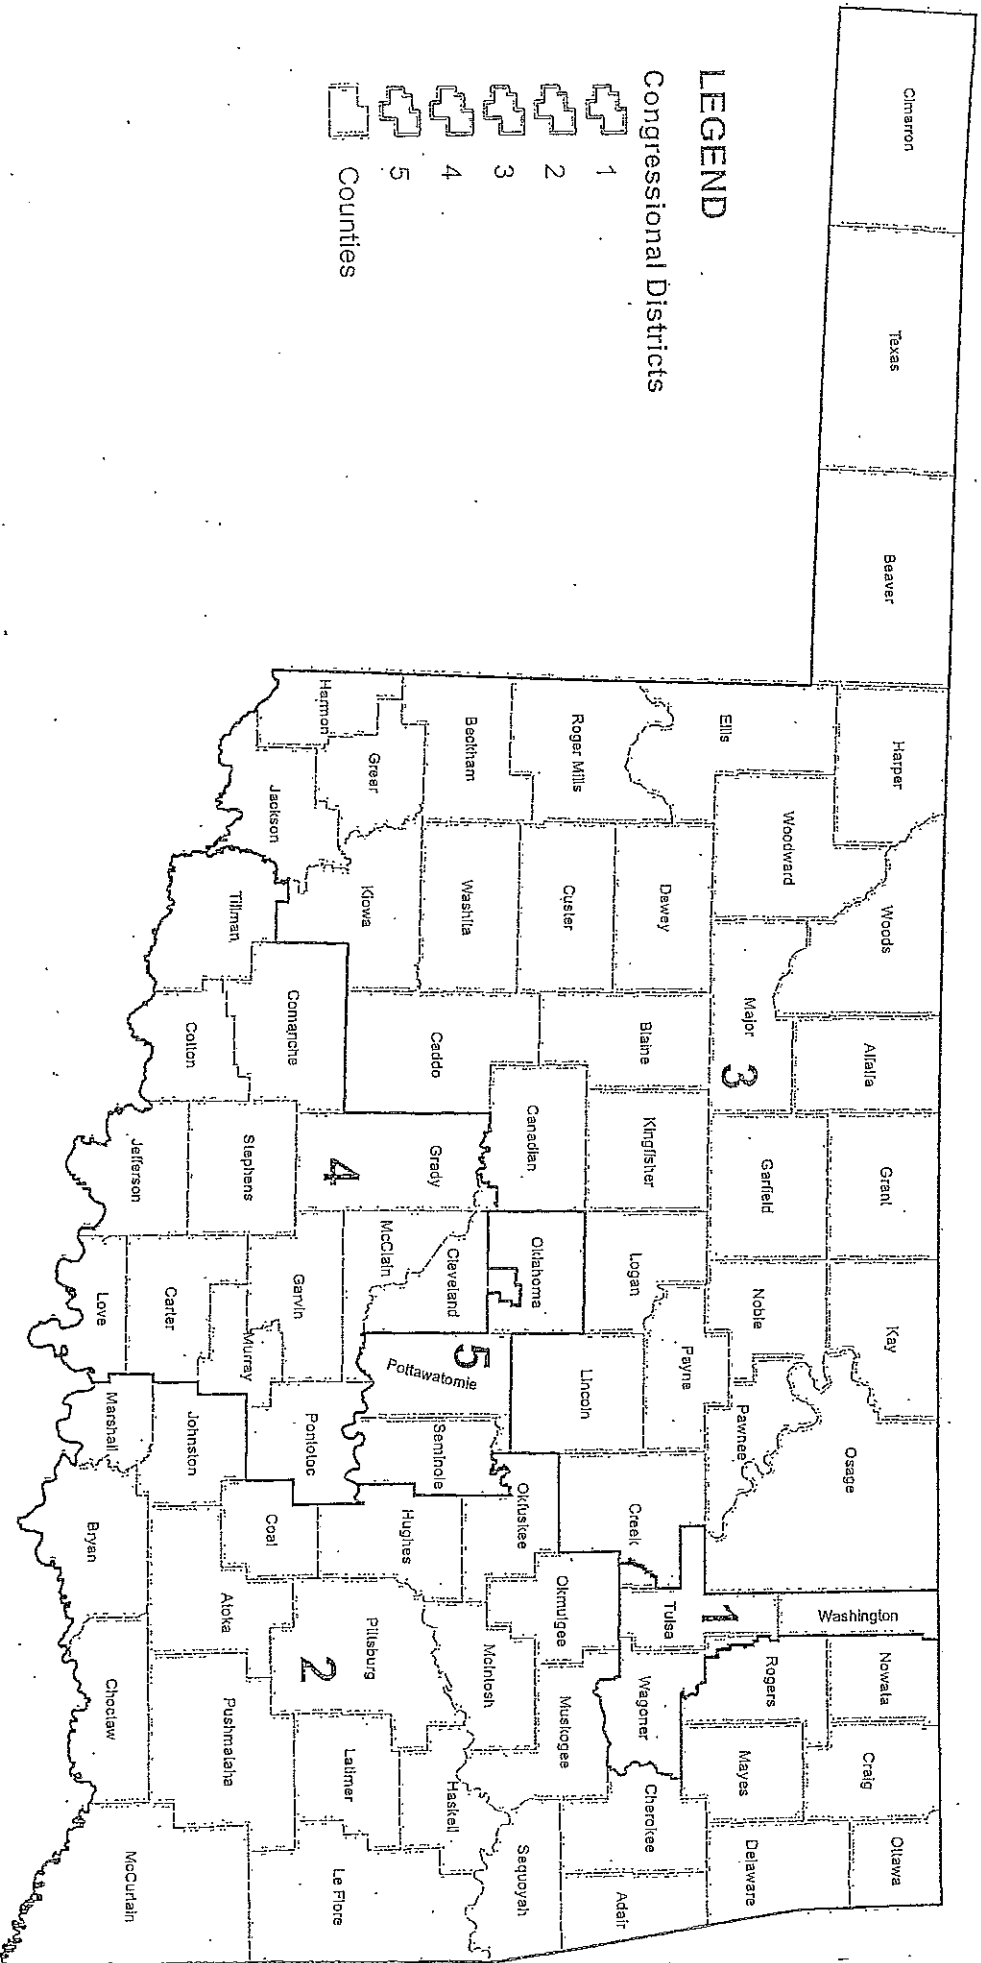 LEGEND
Congressional Districts
1
2
3
4
5
Counties
Cimarron
Texas
Beaver
Harper
Woods
Alfalfa
Grant
Kay
Osage
Washington
Nowata
Craig
Ottawa
Ellis
Woodward
Major
3
Garfield
Noble
Pawnee
1
Rogers
Mayes
Delaware
Roger Mills
Dewey
Blaine
Kingfisher
Logan
Payne
Creek
Tulsa
Wagoner
Cherokee
Adair
Beckham
Custer
Canadian
Oklahoma
Lincoln
Okfuskee
Okmulgee
Muskogee
Sequoyah
Washita
Caddo
Grady
Cleveland
5
Pottawatomie
Seminole
Hughes
McIntosh
Haskell
Harmon
Greer
Kiowa
Comanche
4
McClain
Garvin
Pontotoc
Coal
Pittsburg
2
Latimer
Le Flore
Jackson
Tillman
Cotton
Stephens
Murray
Johnston
Atoka
Pushmataha
McCurtain
Jefferson
Carter
Love
Marshall
Bryan
Choctaw